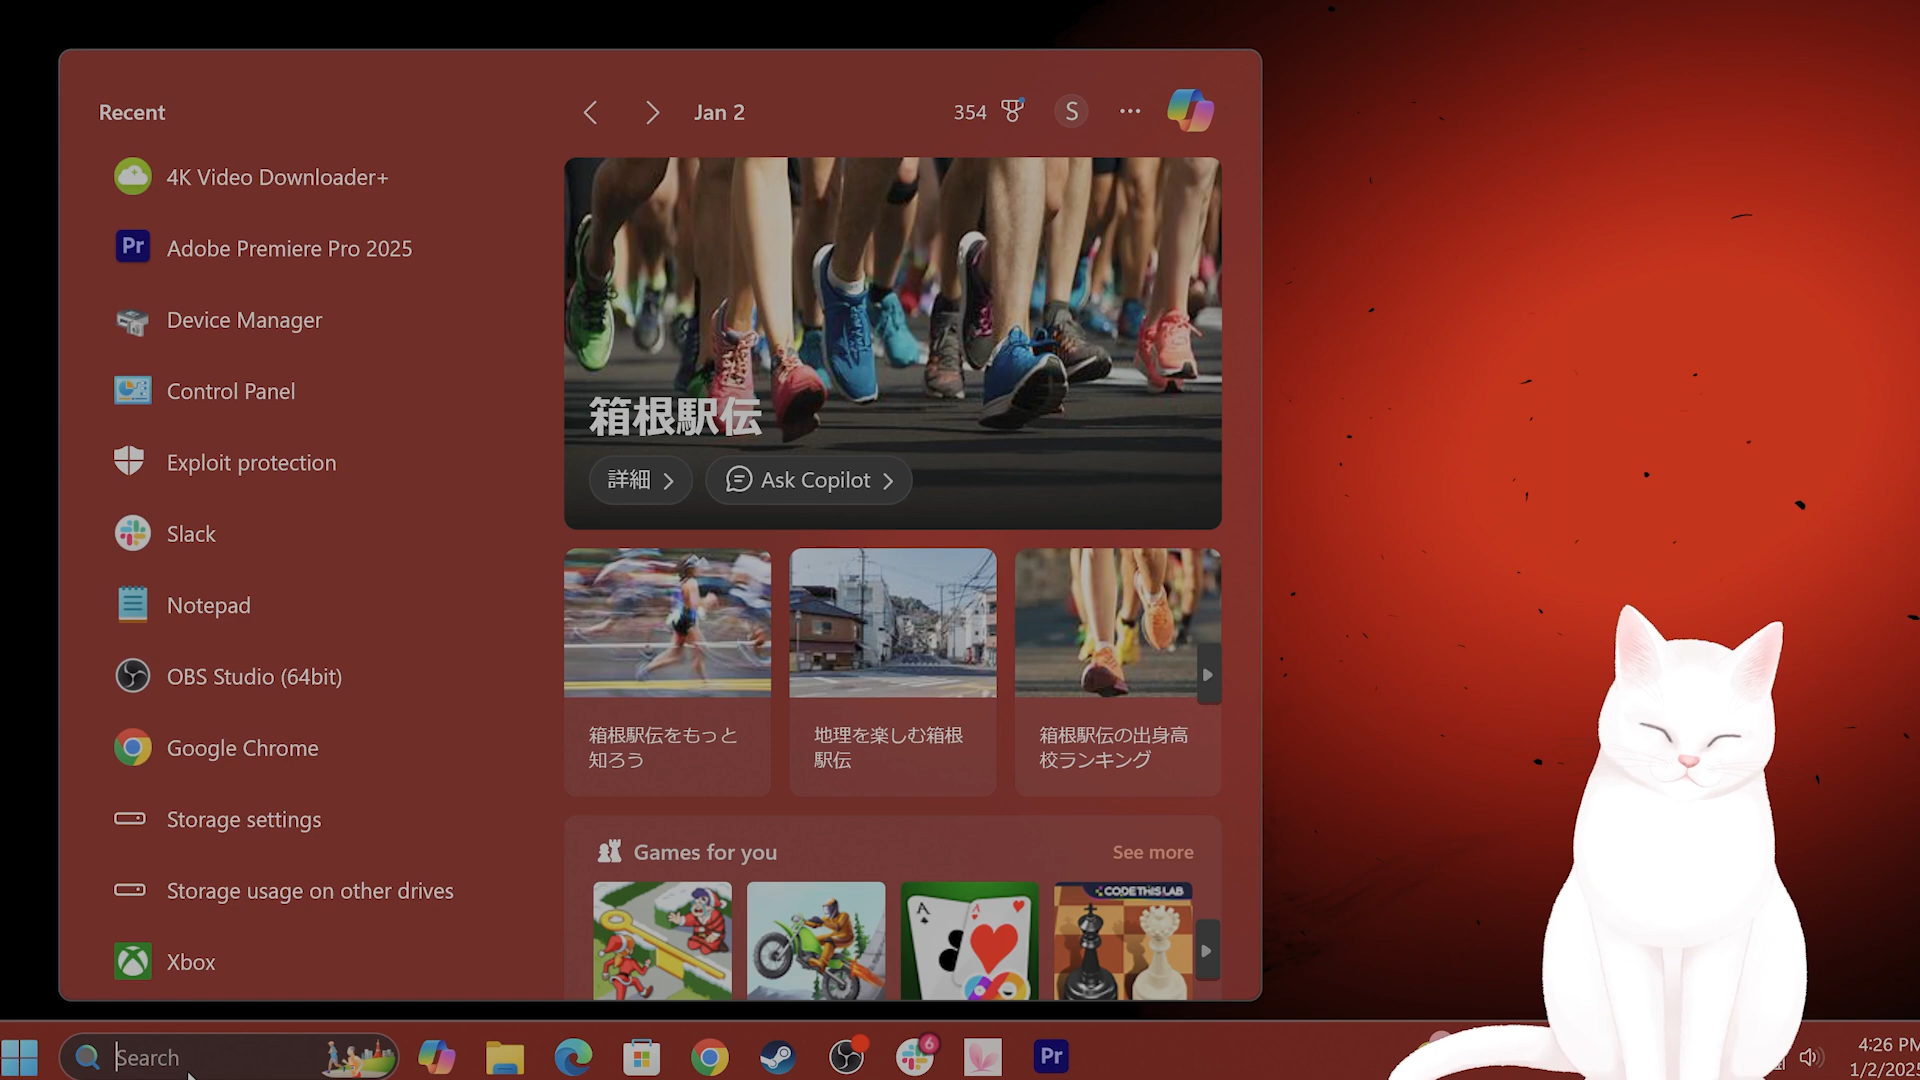 Recent
Jan 2
354
S
4K Video Downloader+
Pr
Adobe Premiere Pro 2025
Device Manager
Control Panel
Exploit protection
Slack
Notepad
OBS Studio (64bit)
Google Chrome
Storage settings
Storage usage on other drives
Xbox
箱根駅伝
詳細
Ask Copilot
箱根駅伝をもっと
知ろう
地理を楽しむ箱根
駅伝
箱根駅伝の出身高
校ランキング
Games for you
See more
A
A
CODETHISLAB
Search
6
Pr
4:26 PM
1/2/2025